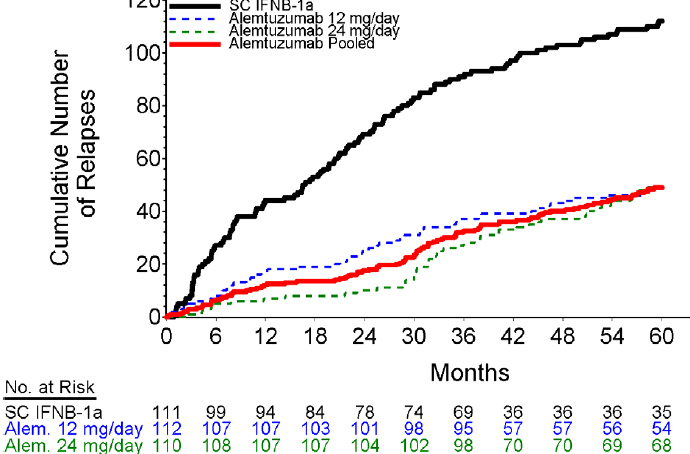 120
SC IFNB-1a
Alemtuzumab 12 mg/day
Alemtuzumab 24 mg/day
Alemtuzumab Pooled
100
80
60
40
20
0
Cumulative Number
of Relapses
0 6 12 18 24 30 36 42 48 54 60
Months
No. at Risk
SC IFNB-1a 111 99 94 84 78 74 69 36 36 36 35
Alem. 12 mg/day 112 107 107 103 101 98 95 57 57 56 54
Alem. 24 mg/day 110 108 107 107 104 102 98 70 70 69 68